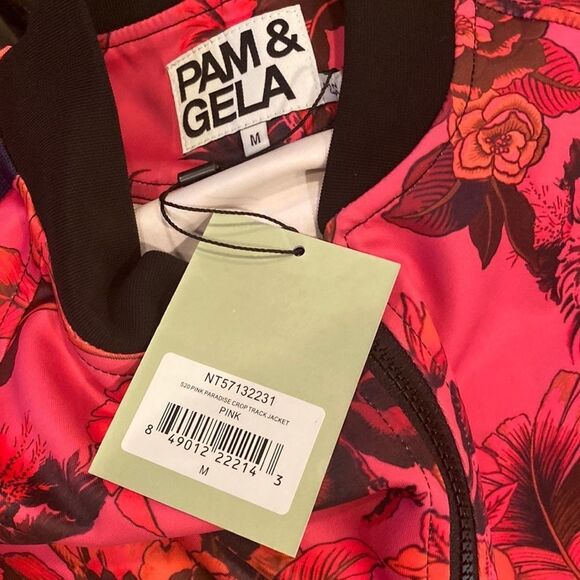 PAM &
GELA
M
NT57132231
S20 PINK PARADISE CROP TRACK JACKET
PINK
8 49012 22214 3
M